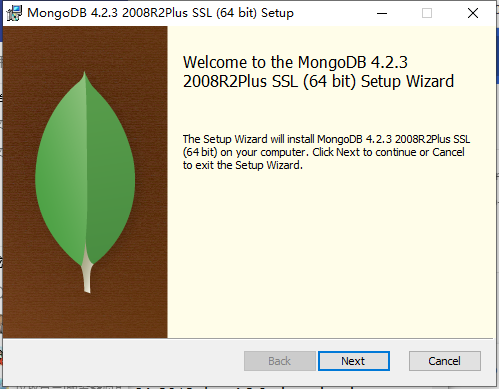 MongoDB 4.2.3 2008R2Plus SSL (64 bit) Setup
Welcome to the MongoDB 4.2.3
2008R2Plus SSL (64 bit) Setup Wizard
The Setup Wizard will install MongoDB 4.2.3 2008R2Plus SSL
(64 bit) on your computer. Click Next to continue or Cancel
to exit the Setup Wizard.
Back
Next
Cancel